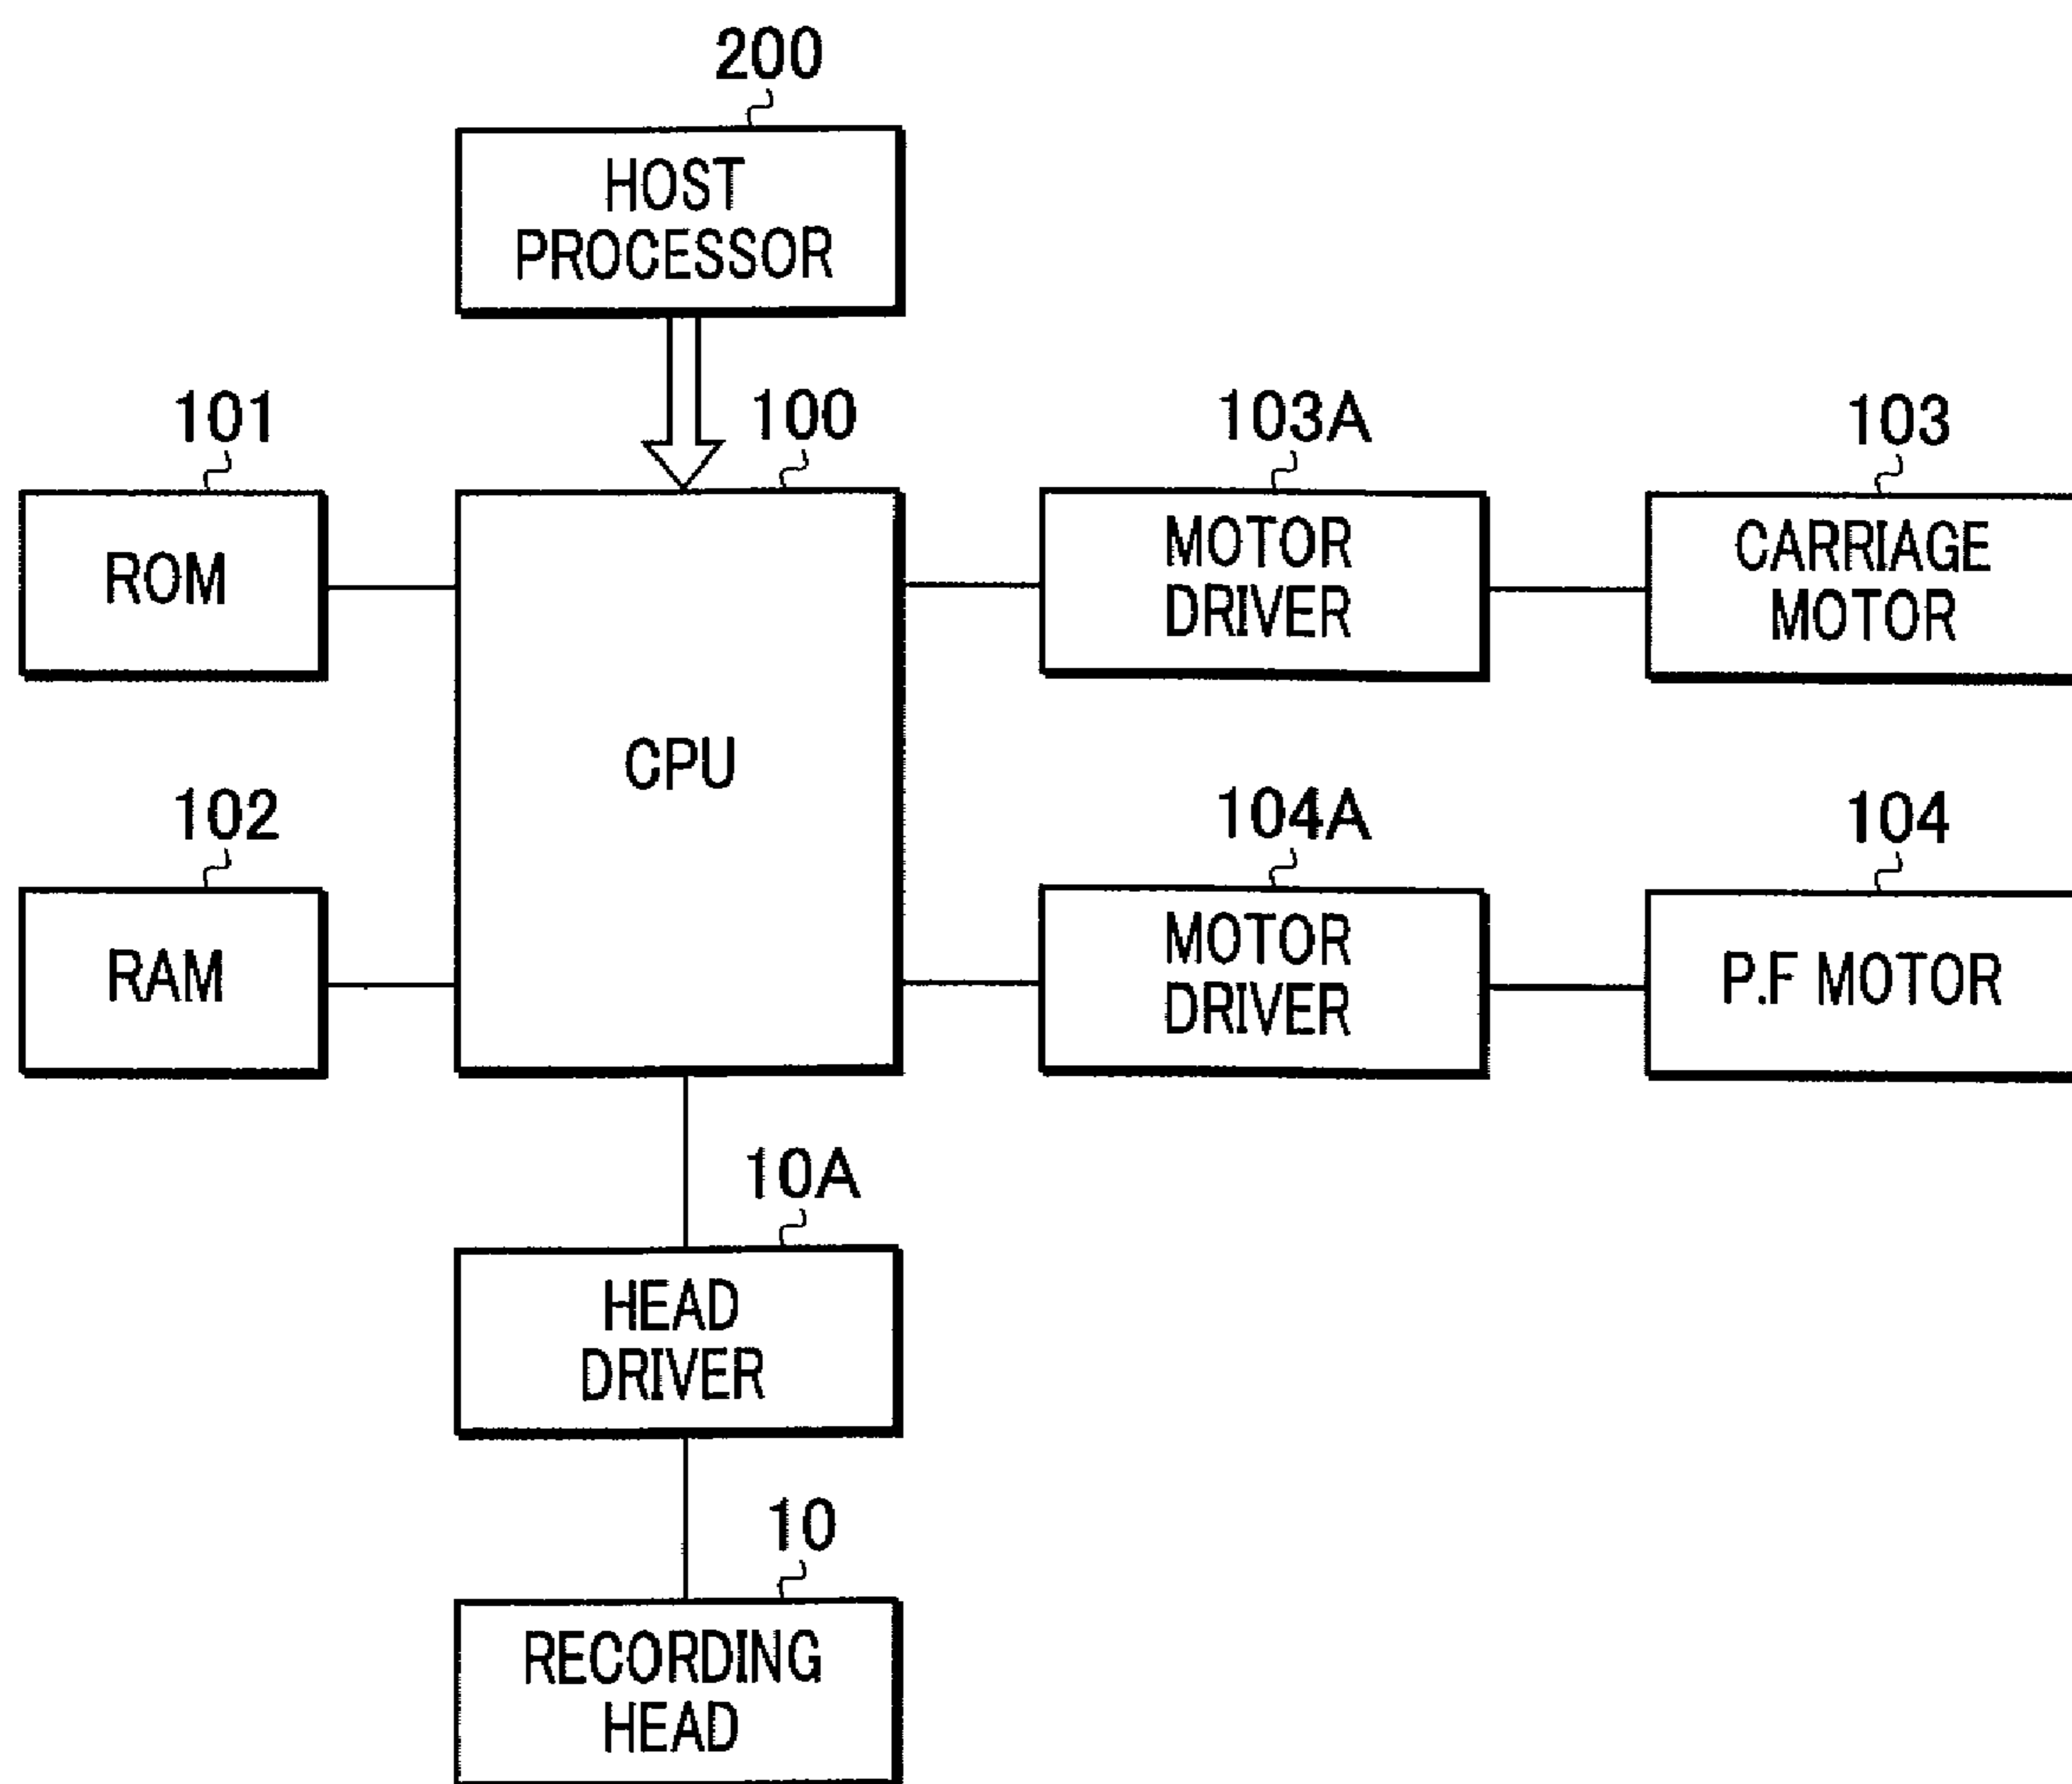 200
HOST
PROCESSOR
101
100
103A
103
ROM
MOTOR
DRIVER
CARRIAGE
MOTOR
CPU
102
104A
104
RAM
MOTOR
DRIVER
P.F MOTOR
10A
HEAD
DRIVER
10
RECORDING
HEAD